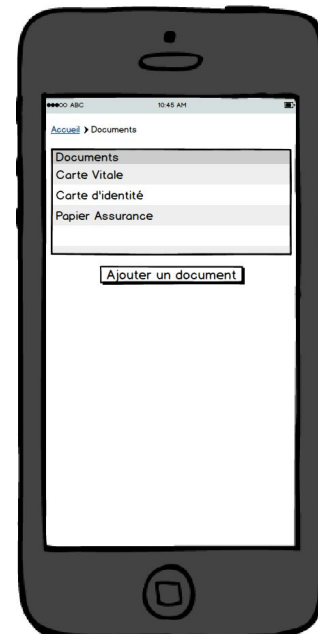 ABC 10:45 AM
Accueil > Documents
Documents
Carte Vitale
Carte d'identité
Papier Assurance
Ajouter un document